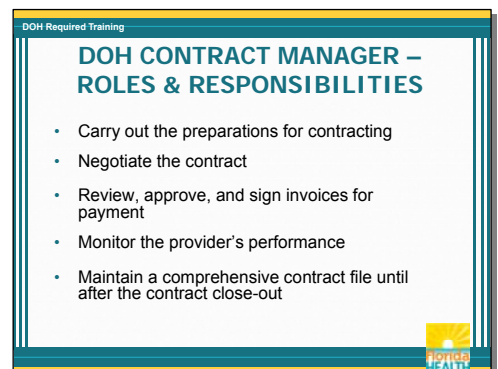 DOH Required Training
DOH CONTRACT MANAGER –
ROLES & RESPONSIBILITIES
• Carry out the preparations for contracting
• Negotiate the contract
• Review, approve, and sign invoices for
payment
• Monitor the provider's performance
• Maintain a comprehensive contract file until
after the contract close-out
Florida
HEALTH